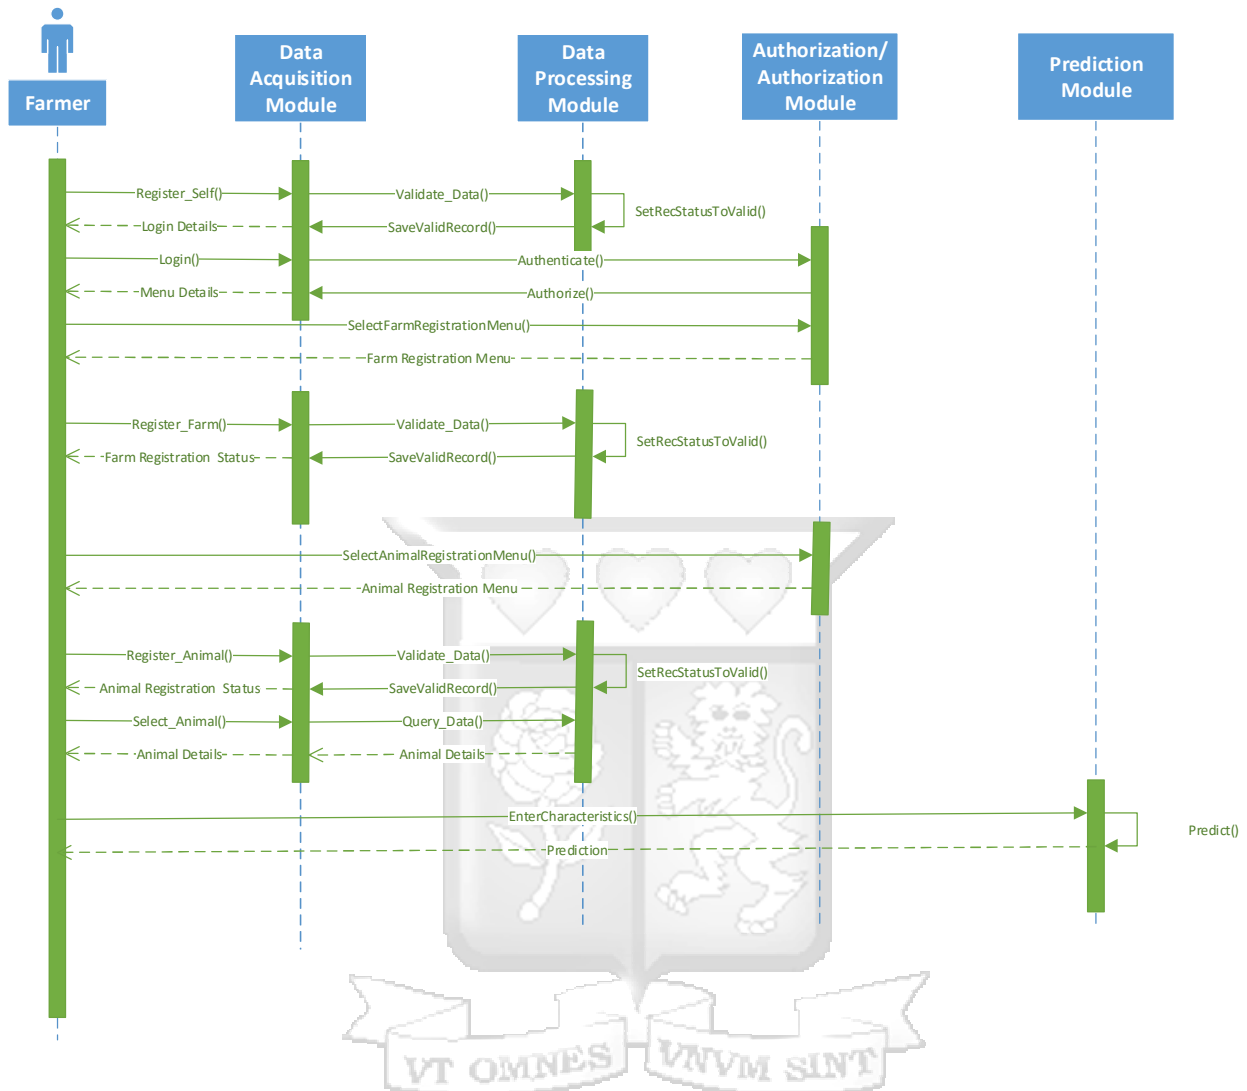 Farmer
Data
Acquisition
Module
Data
Processing
Module
Authorization/
Authorization
Module
Prediction
Module
Register_Self()
Validate_Data()
SetRecStatusToValid()
Login Details
SaveValidRecord()
Login()
Authenticate()
Menu Details
Authorize()
SelectFarmRegistrationMenu()
Farm Registration Menu
Register_Farm()
Validate_Data()
SetRecStatusToValid()
Farm Registration Status
SaveValidRecord()
SelectAnimalRegistrationMenu()
Animal Registration Menu
Register_Animal()
Validate_Data()
SetRecStatusToValid()
Animal Registration Status
SaveValidRecord()
Select_Animal()
Query_Data()
Animal Details
Animal Details
EnterCharacteristics()
Predict()
Prediction
VT OMNES VNVM SINT